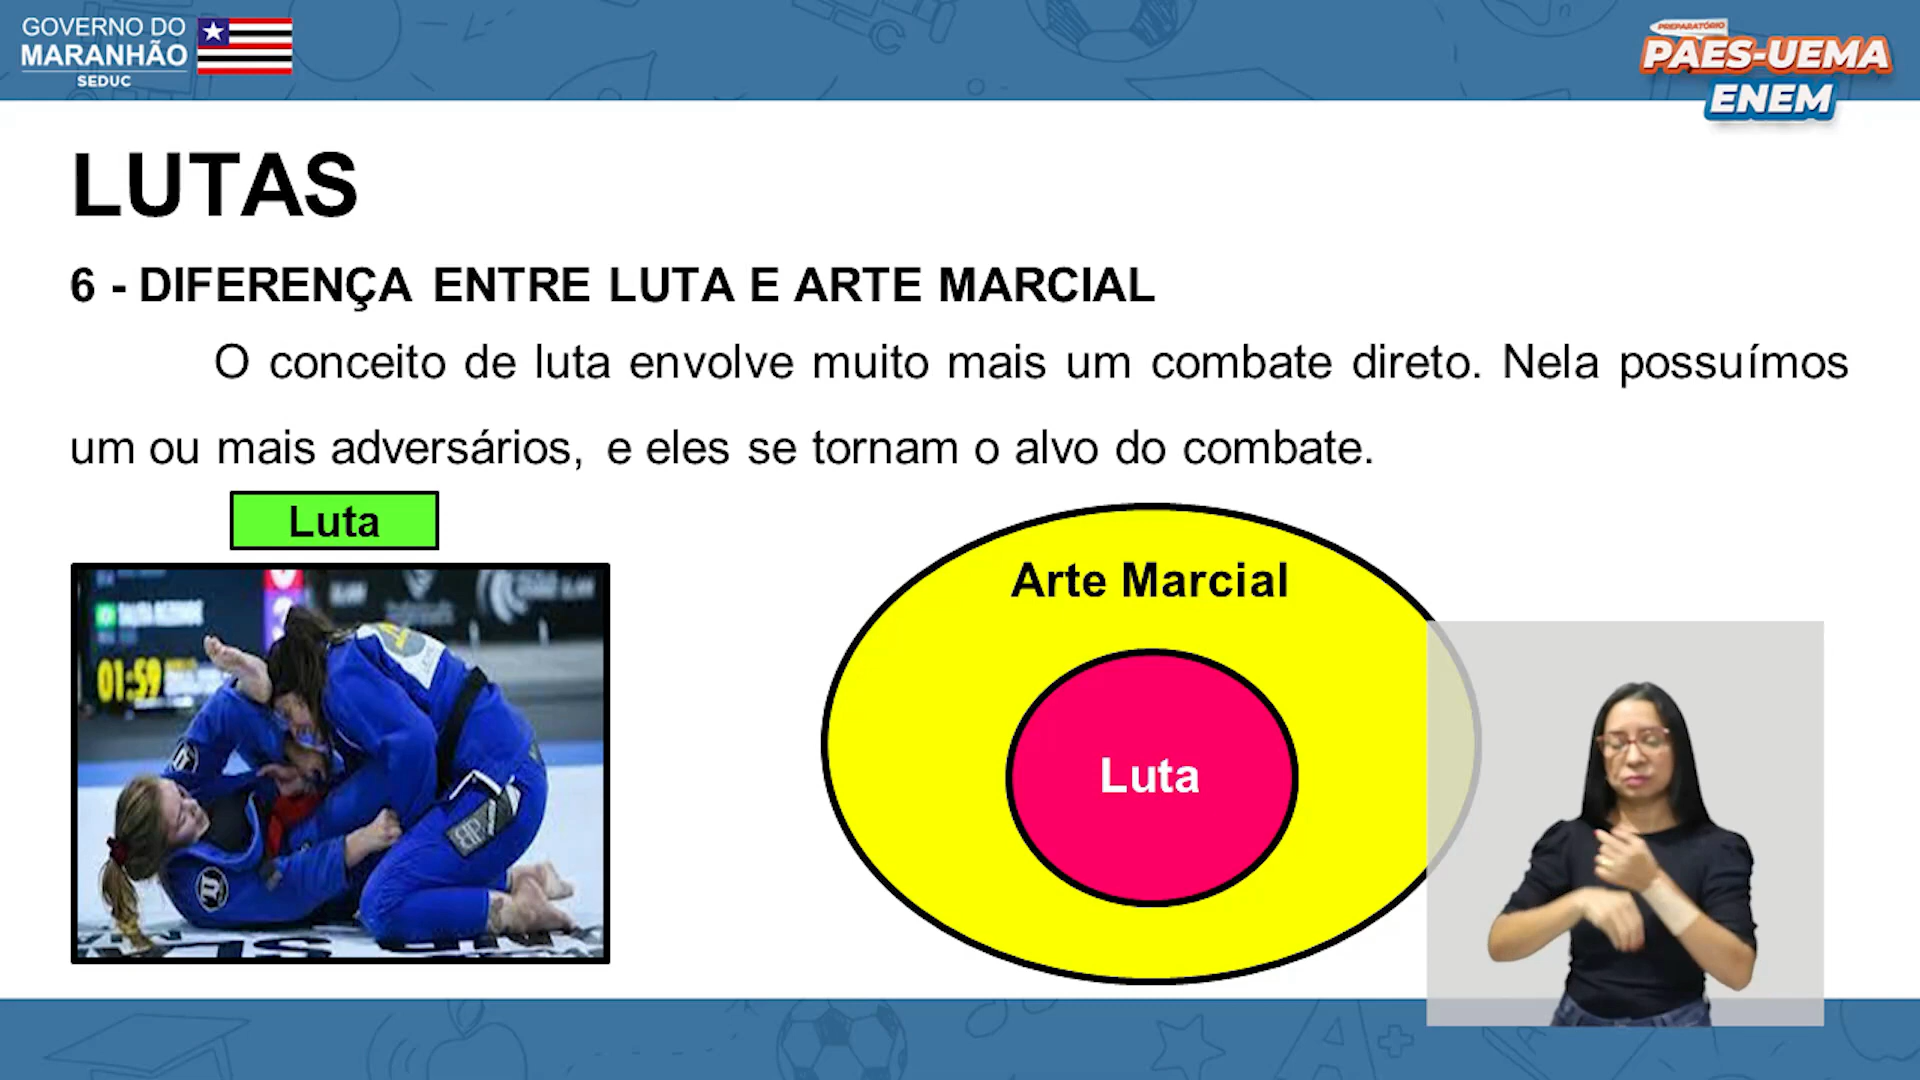 GOVERNO DO
MARANHÃO
SEDUC
PREPARATÓRIO
PAES-UEMA
ENEM
LUTAS
6 - DIFERENÇA ENTRE LUTA E ARTE MARCIAL
O conceito de luta envolve muito mais um combate direto. Nela possuímos
um ou mais adversários, e eles se tornam o alvo do combate.
Luta
01:59
Arte Marcial
Luta